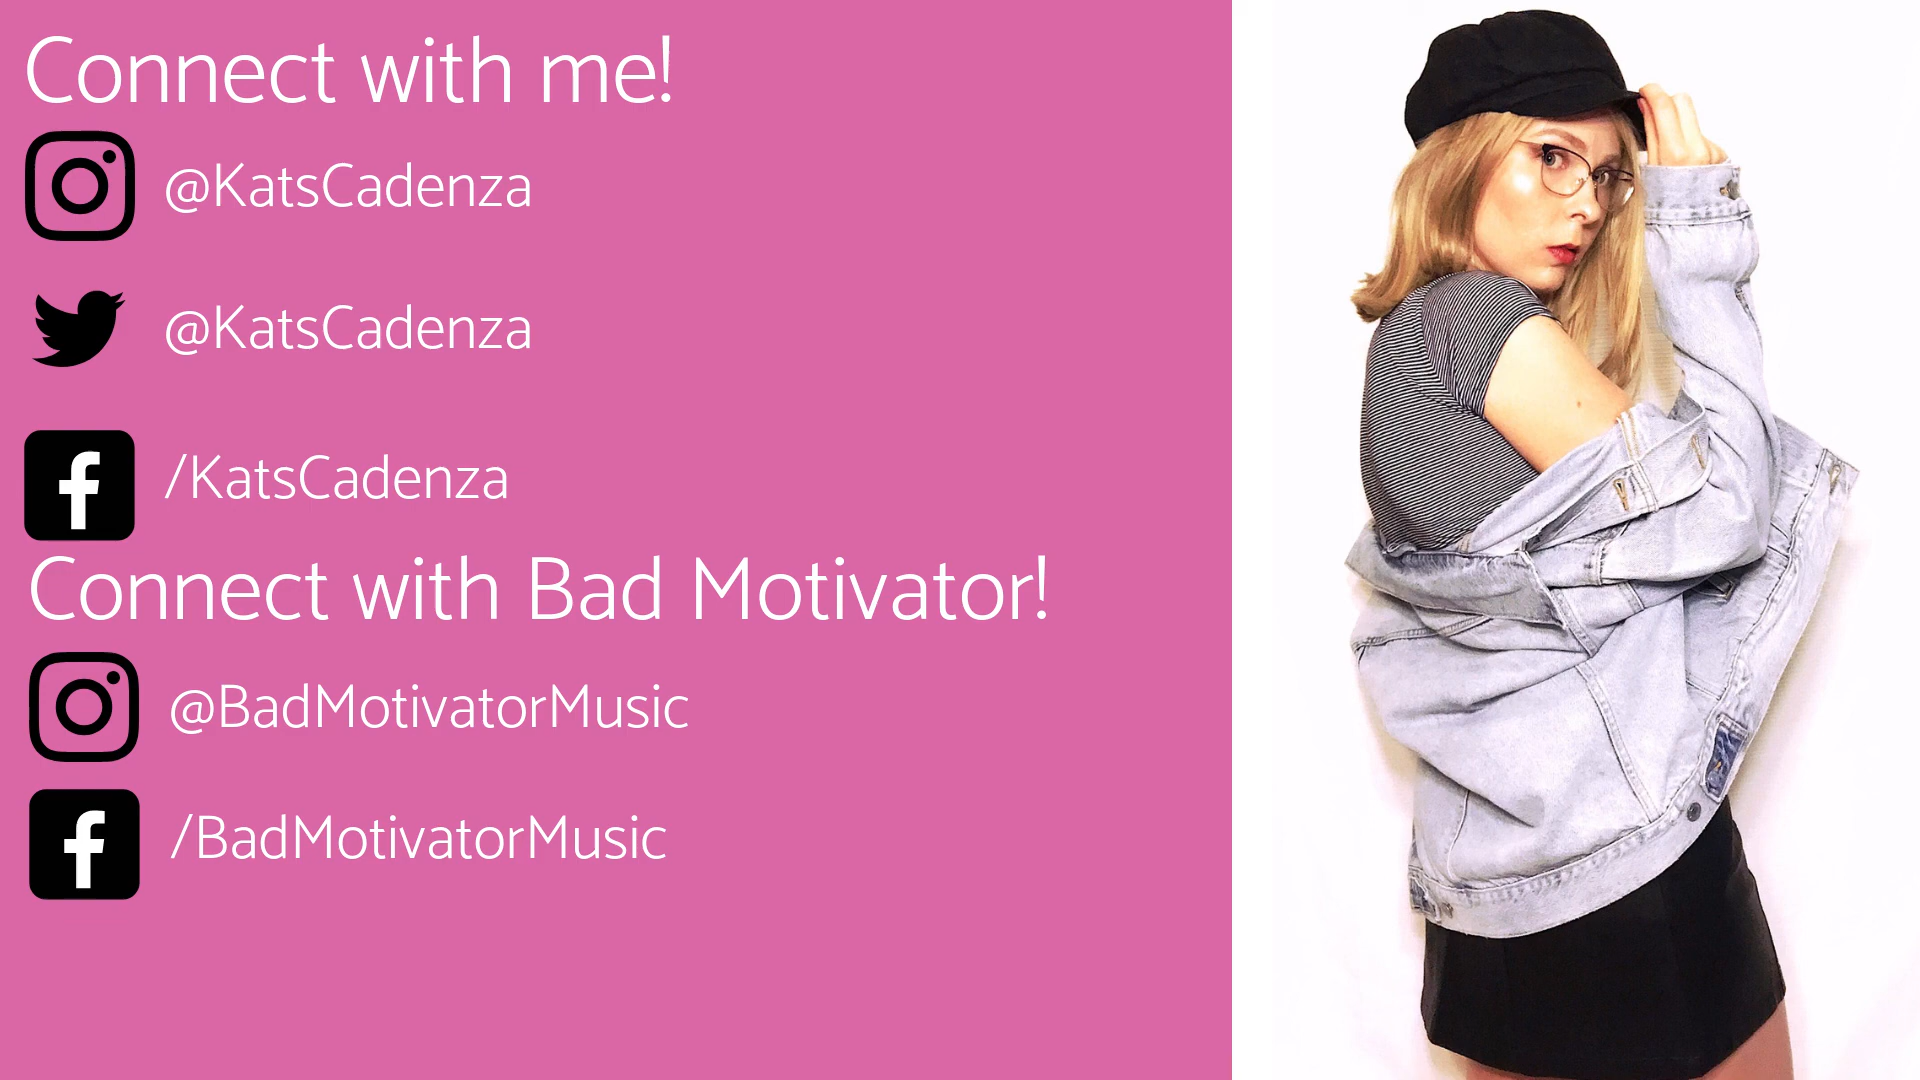 Connect with me!
@KatsCadenza
@KatsCadenza
/KatsCadenza
Connect with Bad Motivator!
@BadMotivatorMusic
/BadMotivatorMusic